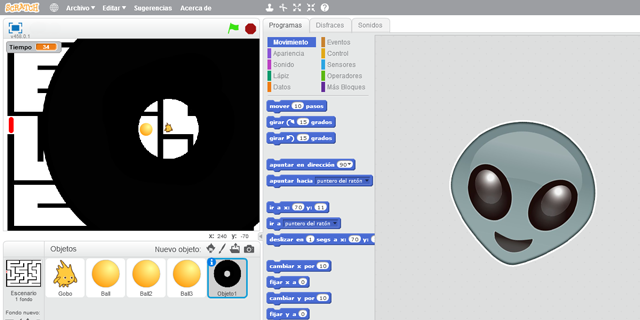 SCRATCH Archivo Editar Sugerencias Acerca de
v456.0.1
Programas Disfraces Sonidos
Tiempo 34
Movimiento Eventos
Apariencia Control
Sonido Sensores
Lápiz Operadores
Datos Más Bloques
mover 10 pasos
girar 15 grados
girar 15 grados
apuntar en dirección 90
apuntar hacia puntero del ratón
ir a x: 70 y: 11
ir a puntero del ratón
deslizar en 1 segs a x: 70 y:
cambiar x por 10
fijar x a 0
cambiar y por 10
fijar y a 0
x: 240 y: -70
Objetos Nuevo objeto:
Escenario
1 fondo
Fondo nuevo:
Gobo Ball Ball2 Ball3 Objeto1